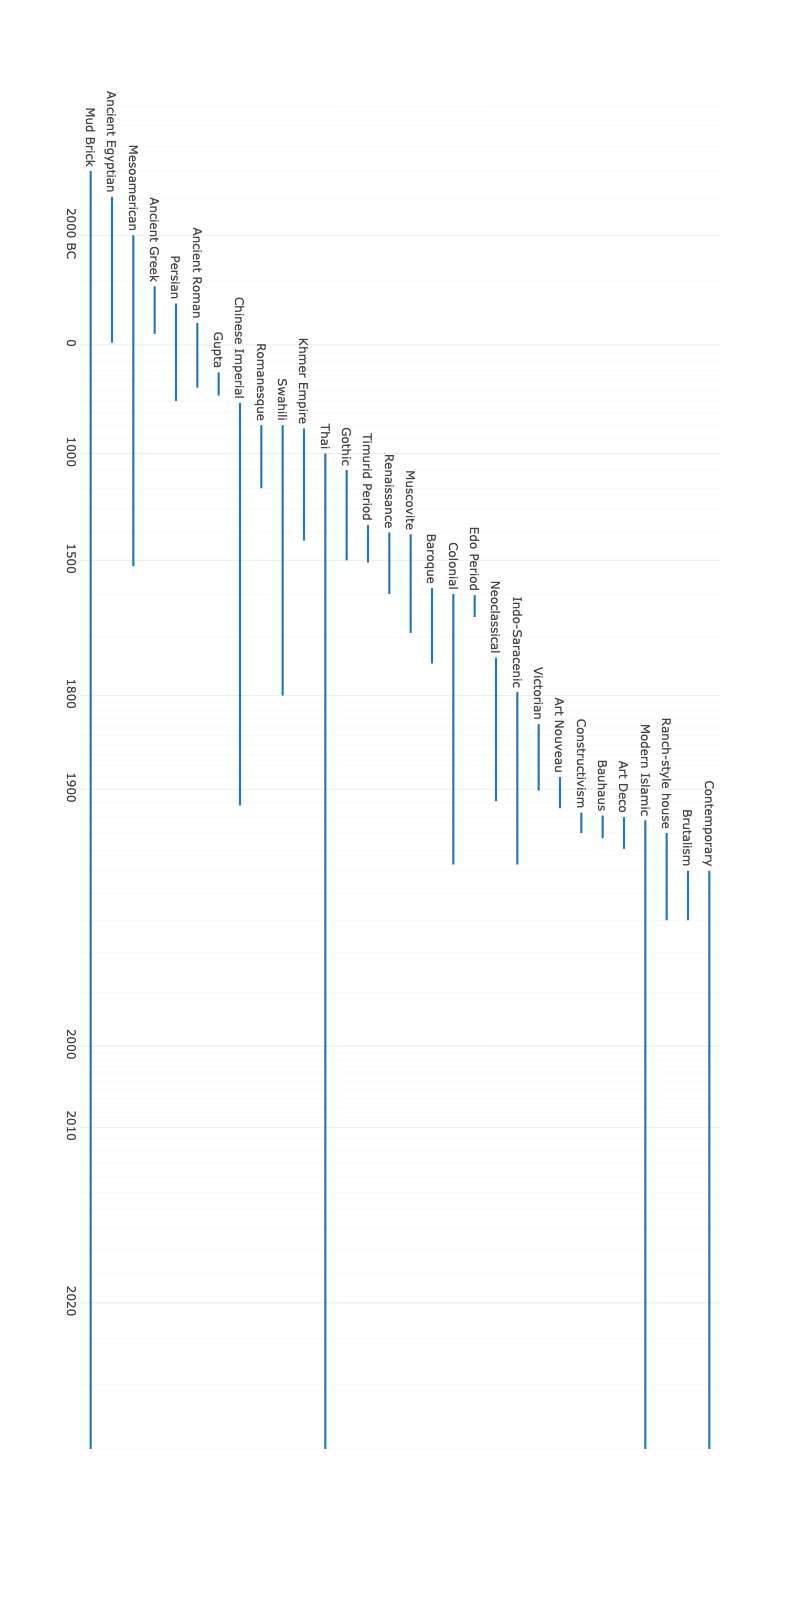 Mud Brick
Ancient Egyptian
Mesoamerican
Ancient Greek
Persian
Ancient Roman
Gupta
Chinese Imperial
Romanesque
Swahili
Khmer Empire
Thai
Gothic
Timurid Period
Renaissance
Muscovite
Baroque
Colonial
Edo Period
Neoclassical
Indo-Saracenic
Victorian
Art Nouveau
Constructivism
Bauhaus
Art Deco
Modern Islamic
Ranch-style house
Brutalism
Contemporary
2000 BC
0
1000
1500
1800
1900
2000
2010
2020